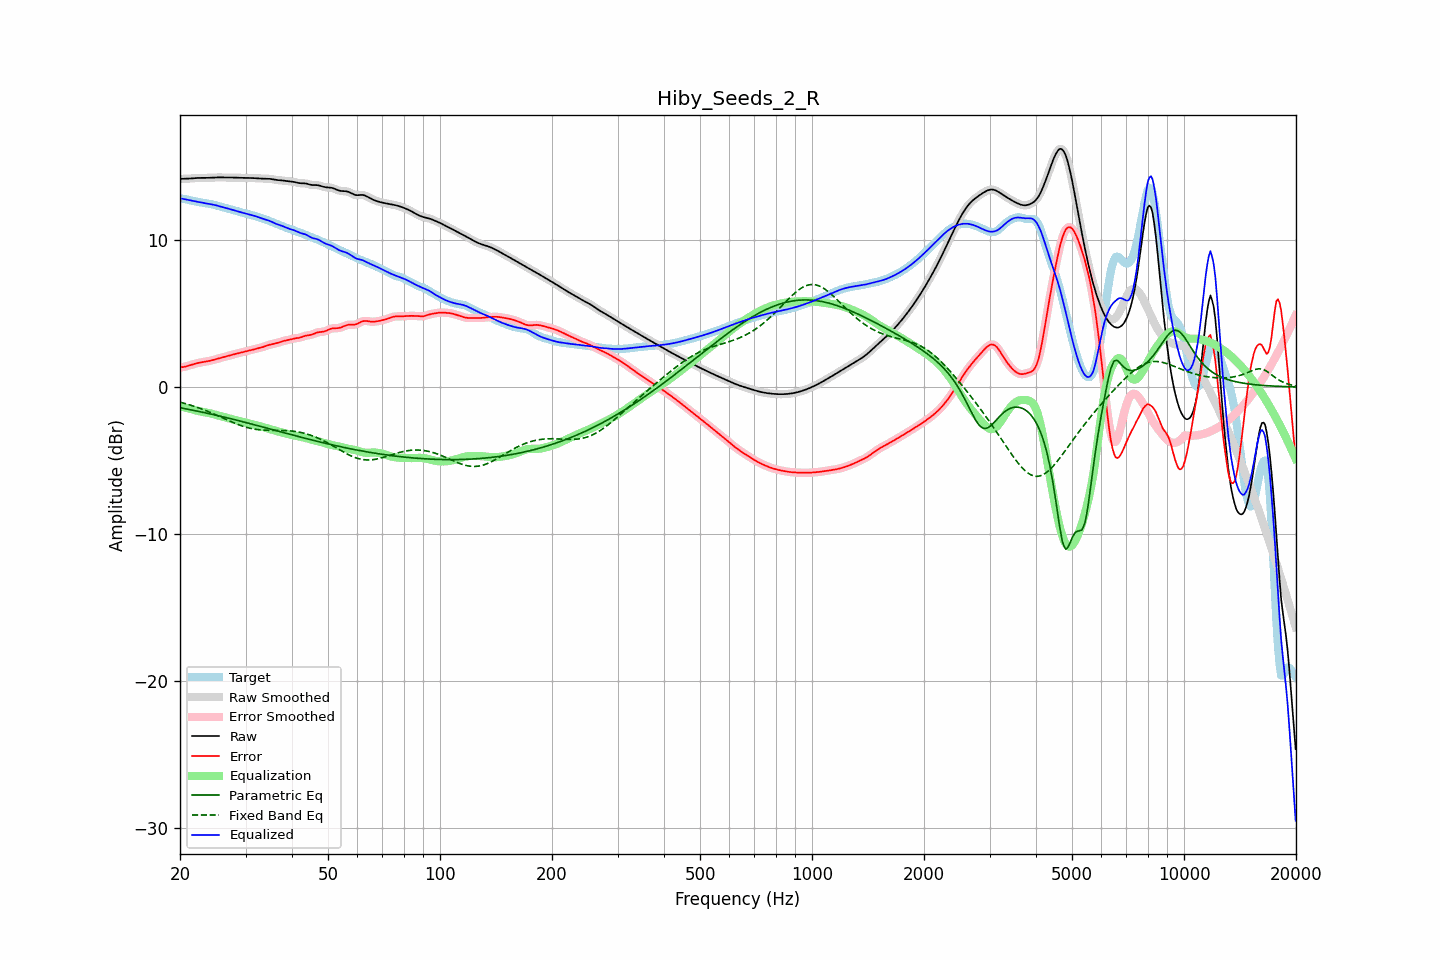 Hiby_Seeds_2_R
Amplitude (dBr)
10
0
−10
−20
−30
Target
Raw Smoothed
Error Smoothed
Raw
Error
Equalization
Parametric Eq
Fixed Band Eq
Equalized
20 50 100 200 500 1000 2000 5000 10000 20000
Frequency (Hz)